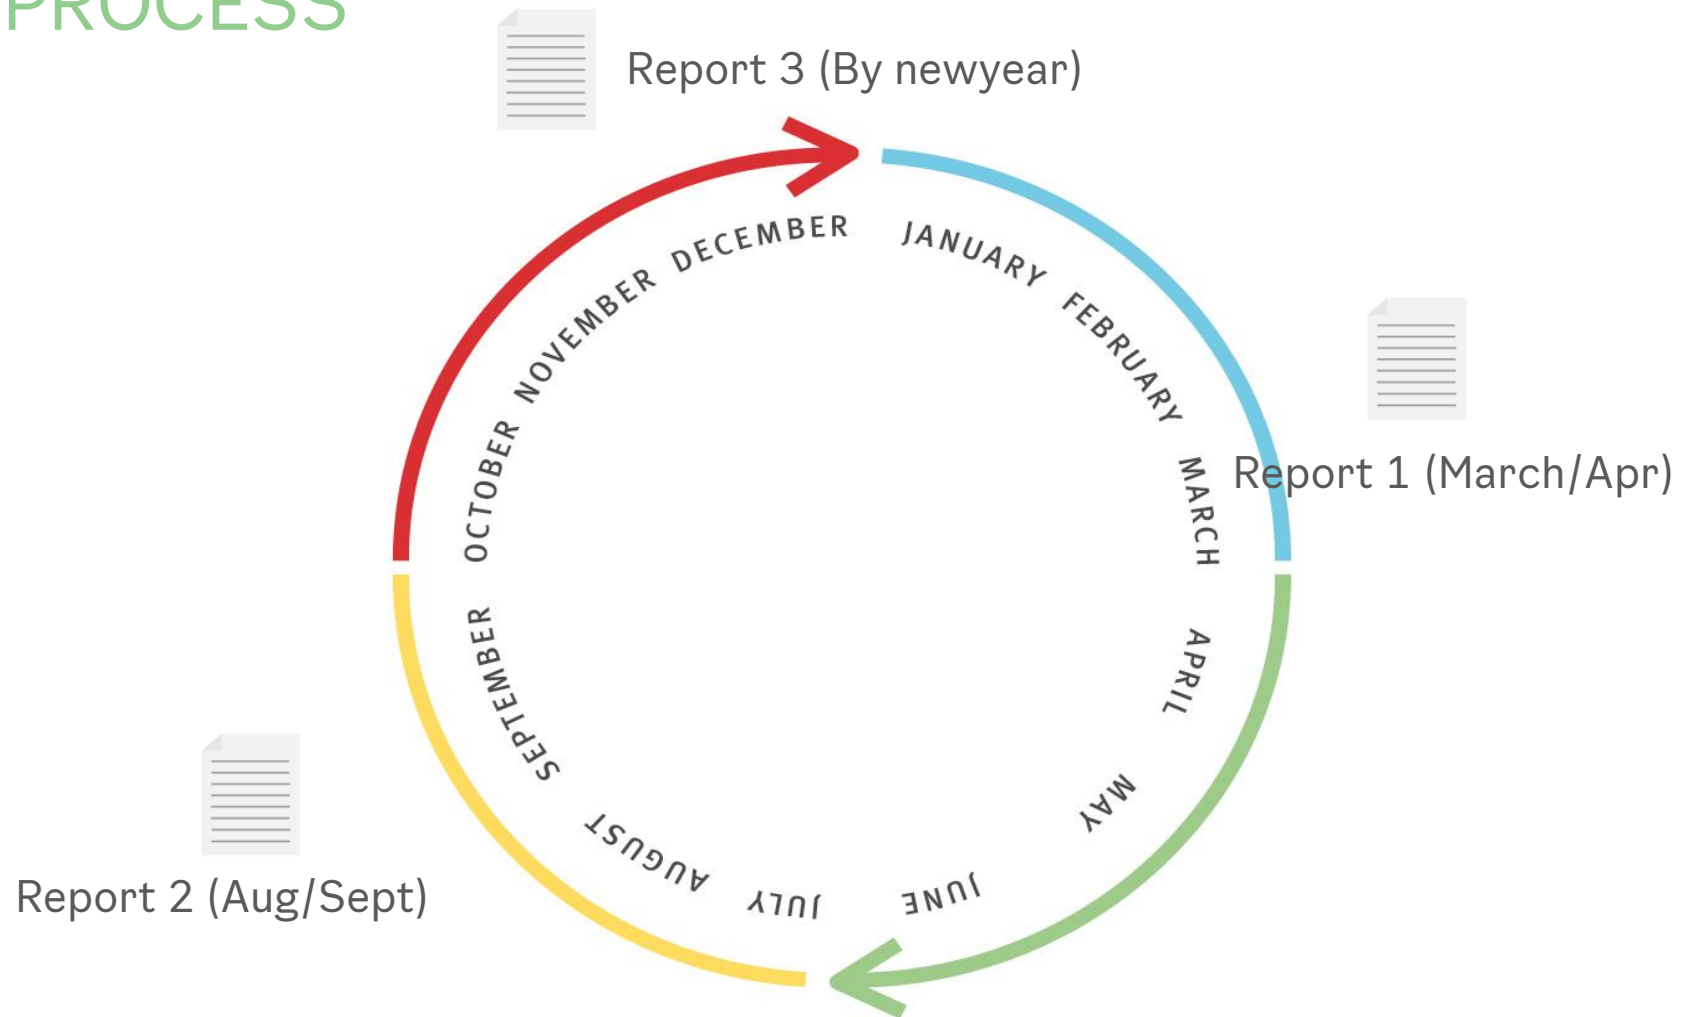 PROCESS
Report 3 (By newyear)
JANUARY
FEBRUARY
MARCH
Report 1 (March/Apr)
APRIL
MAY
JUNE
JULY
AUGUST
SEPTEMBER
Report 2 (Aug/Sept)
OCTOBER
NOVEMBER
DECEMBER